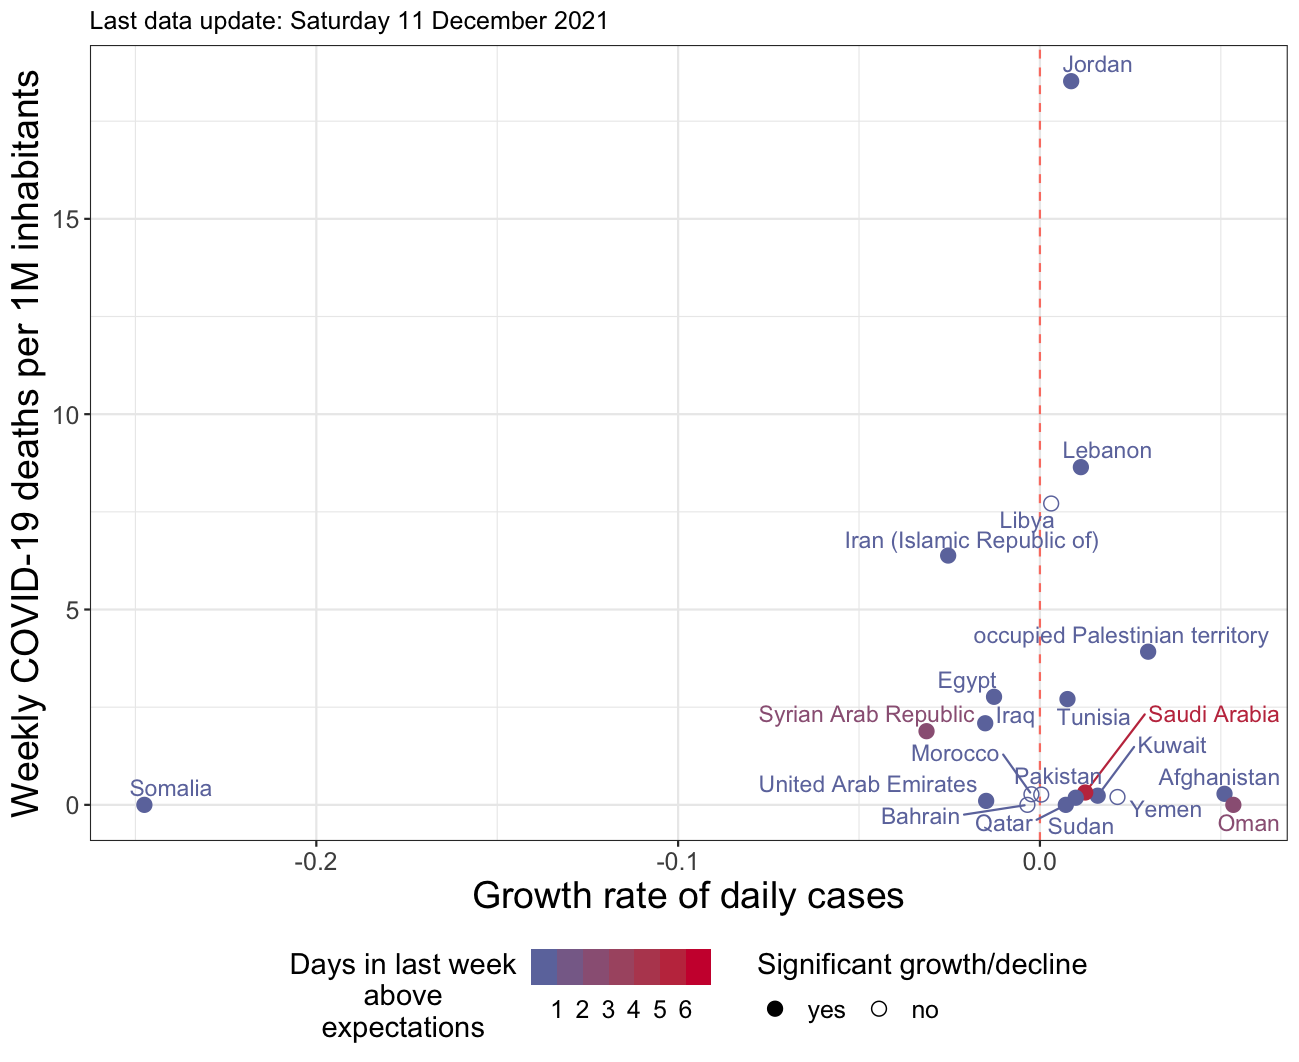 Last data update: Saturday 11 December 2021
Weekly COVID-19 deaths per 1M inhabitants
15
10
5
0
Jordan
Lebanon
Libya
Iran (Islamic Republic of)
occupied Palestinian territory
Egypt
Syrian Arab Republic
Iraq
Tunisia
Saudi Arabia
Morocco
Kuwait
Pakistan
Afghanistan
United Arab Emirates
Somalia
Bahrain
Qatar
Sudan
Yemen
Oman
-0.2
-0.1
0.0
Growth rate of daily cases
Days in last week
above
expectations
1 2 3 4 5 6
Significant growth/decline
yes
no